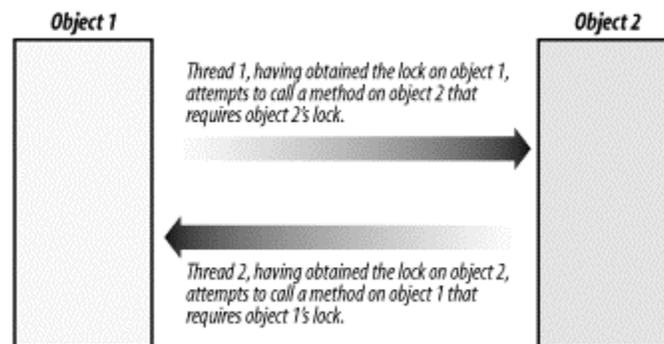 Object 1
Object 2
Thread 1, having obtained the lock on object 1,
attempts to call a method on object 2 that
requires object 2's lock.
Thread 2, having obtained the lock on object 2,
attempts to call a method on object 1 that
requires object 1's lock.